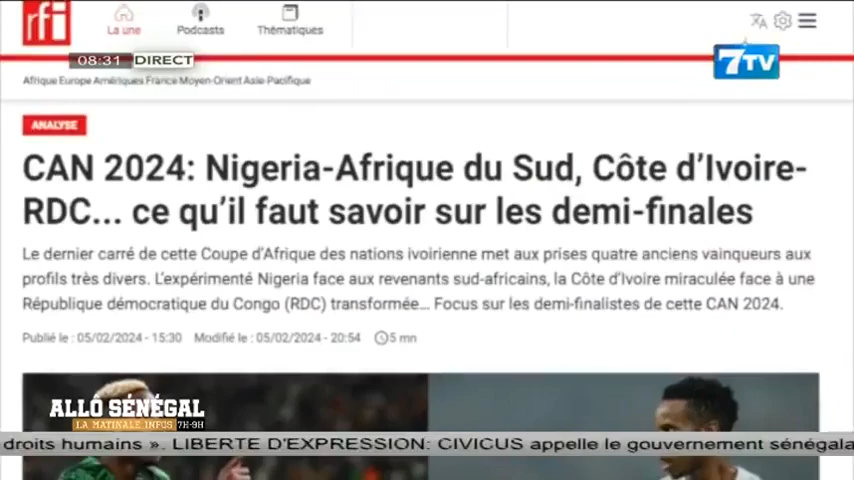 rfi
La une
Podcasts
Thématiques
08:31 DIRECT
7TV
Afrique Europe Amériques France Moyen-Orient Asie-Pacifique
ANALYSE
CAN 2024: Nigeria-Afrique du Sud, Côte d’Ivoire-
RDC... ce qu’il faut savoir sur les demi-finales
Le dernier carré de cette Coupe d’Afrique des nations ivoirienne met aux prises quatre anciens vainqueurs aux
profils très divers. L’expérimenté Nigeria face aux revenants sud-africains, la Côte d’Ivoire miraculée face à une
République démocratique du Congo (RDC) transformée… Focus sur les demi-finalistes de cette CAN 2024.
Publié le : 05/02/2024 - 15:30 Modifié le : 05/02/2024 - 20:54 5 mn
ALLÔ SÉNÉGAL
LA MATINALE INFOS 7H-9H
droits humains ». LIBERTE D'EXPRESSION: CIVICUS appelle le gouvernement sénégala